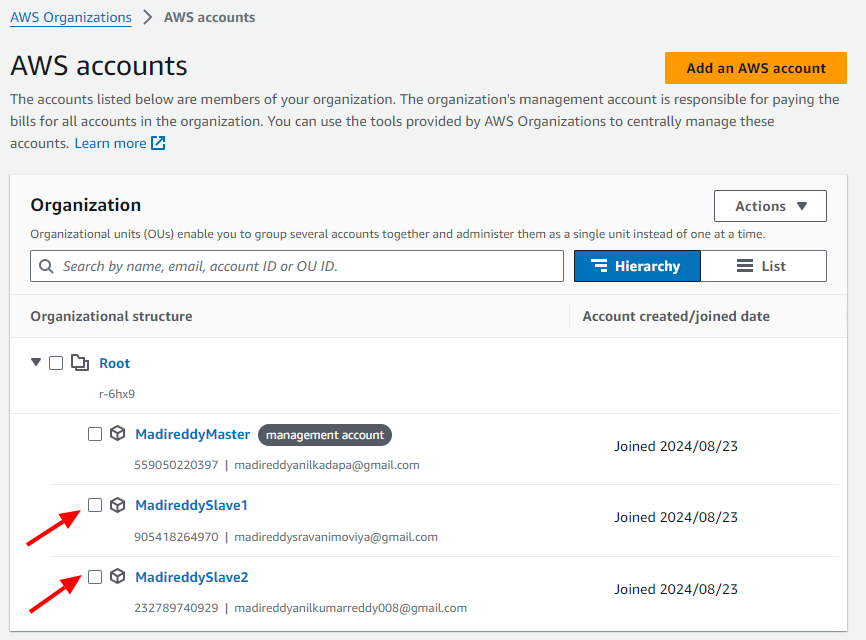 AWS Organizations > AWS accounts
AWS accounts
Add an AWS account
The accounts listed below are members of your organization. The organization's management account is responsible for paying the
bills for all accounts in the organization. You can use the tools provided by AWS Organizations to centrally manage these
accounts. Learn more
Organization
Actions
Organizational units (OUs) enable you to group several accounts together and administer them as a single unit instead of one at a time.
Search by name, email, account ID or OU ID.
Hierarchy
List
Organizational structure
Account created/joined date
Root
r-6hx9
MadireddyMaster management account
Joined 2024/08/23
559050220397 | madireddyanilkadapa@gmail.com
MadireddySlave1
Joined 2024/08/23
905418264970 | madireddysravanimoviya@gmail.com
MadireddySlave2
Joined 2024/08/23
232789740929 | madireddyanilkumarreddy008@gmail.com